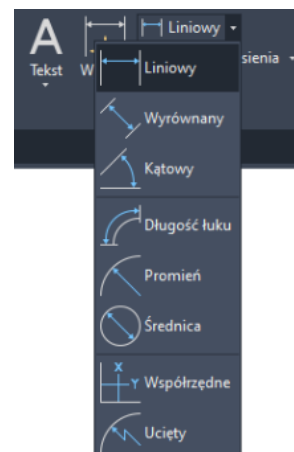 A
Liniowy
Tekst
W
sienia
Liniowy
Wyrównany
Kątowy
Długość łuku
Promień
Średnica
X
Y
Współrzędne
Ucięty